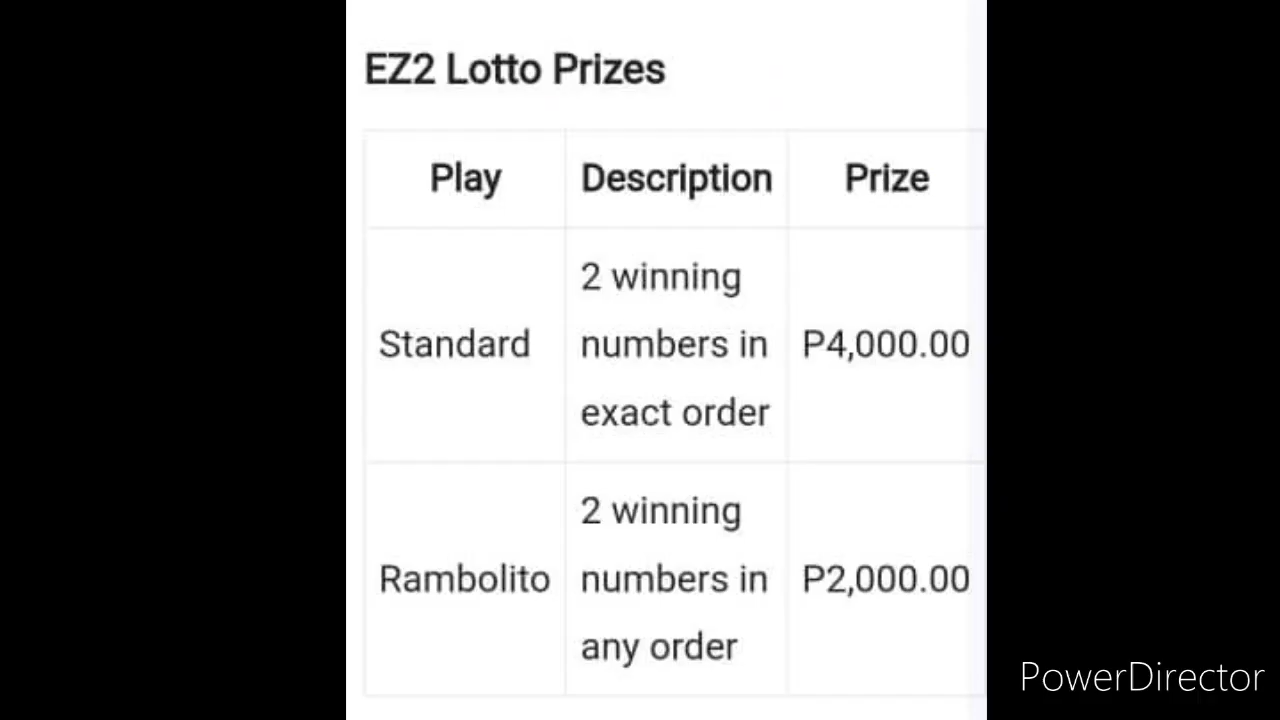 EZ2 Lotto Prizes
Play Description Prize
2 winning
Standard numbers in P4,000.00
exact order
2 winning
Rambolito numbers in P2,000.00
any order
PowerDirector